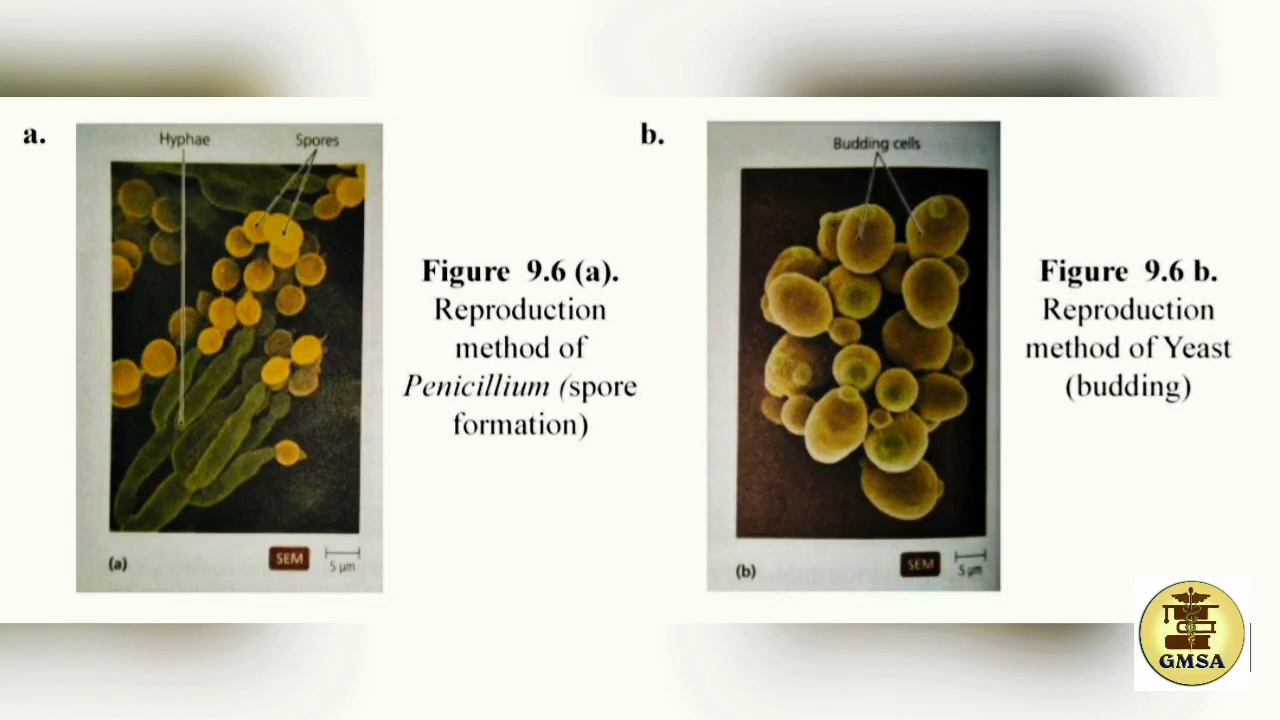 a.
Hyphae
Spores
(a)
SEM
5 µm
Figure 9.6 (a).
Reproduction
method of
Penicillium (spore
formation)
b.
Budding cells
(b)
SEM
5 µm
Figure 9.6 b.
Reproduction
method of Yeast
(budding)
GMSA